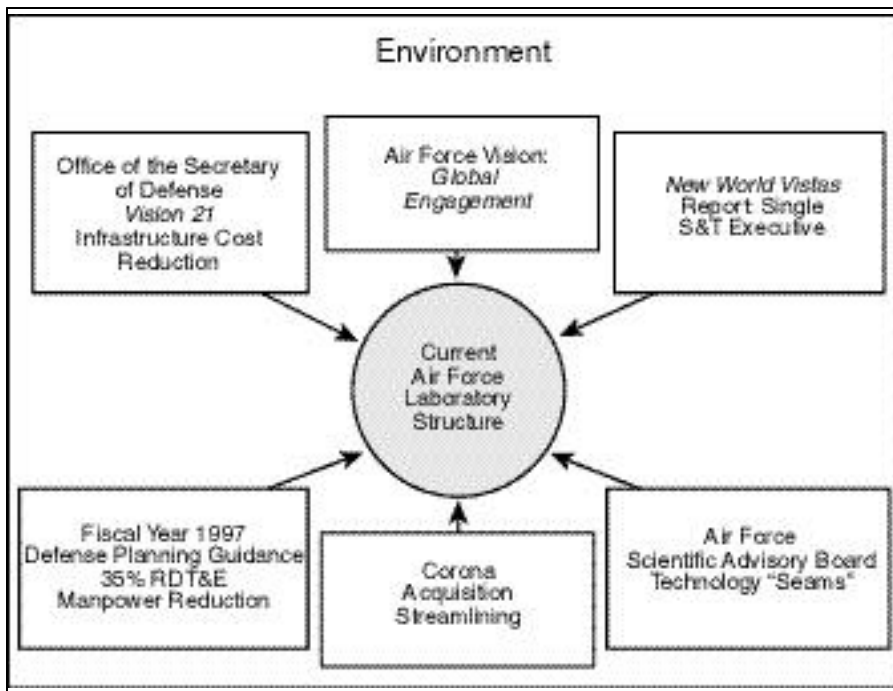 Environment
Office of the Secretary
of Defense
Vision 21
Infrastructure Cost
Reduction
Air Force Vision:
Global
Engagement
New World Vistas
Report Single
S&T Executive
Current
Air Force
Laboratory
Structure
Fiscal Year 1997
Defense Planning Guidance
35% RDT&E
Manpower Reduction
Corona
Acquisition
Streamlining
Air Force
Scientific Advisory Board
Technology "Seams"